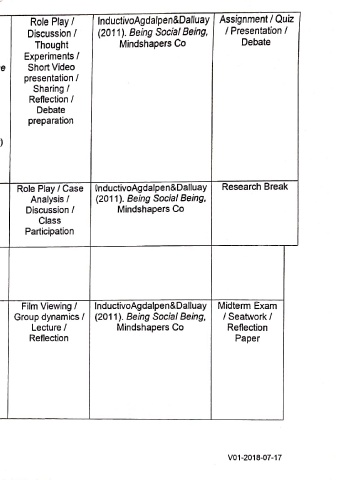 Role Play /
Discussion /
Thought
Experiments /
Short Video
presentation /
Sharing /
Reflection /
Debate
preparation
InductivoAgdalpen&Dalluay
(2011). Being Social Being,
Mindshapers Co
Assignment / Quiz
/ Presentation /
Debate
e
)
Role Play / Case
Analysis /
Discussion /
Class
Participation
InductivoAgdalpen&Dalluay
(2011). Being Social Being,
Mindshapers Co
Research Break
Film Viewing /
Group dynamics /
Lecture /
Reflection
InductivoAgdalpen&Dalluay
(2011). Being Social Being,
Mindshapers Co
Midterm Exam
/ Seatwork /
Reflection
Paper
V01-2018-07-17